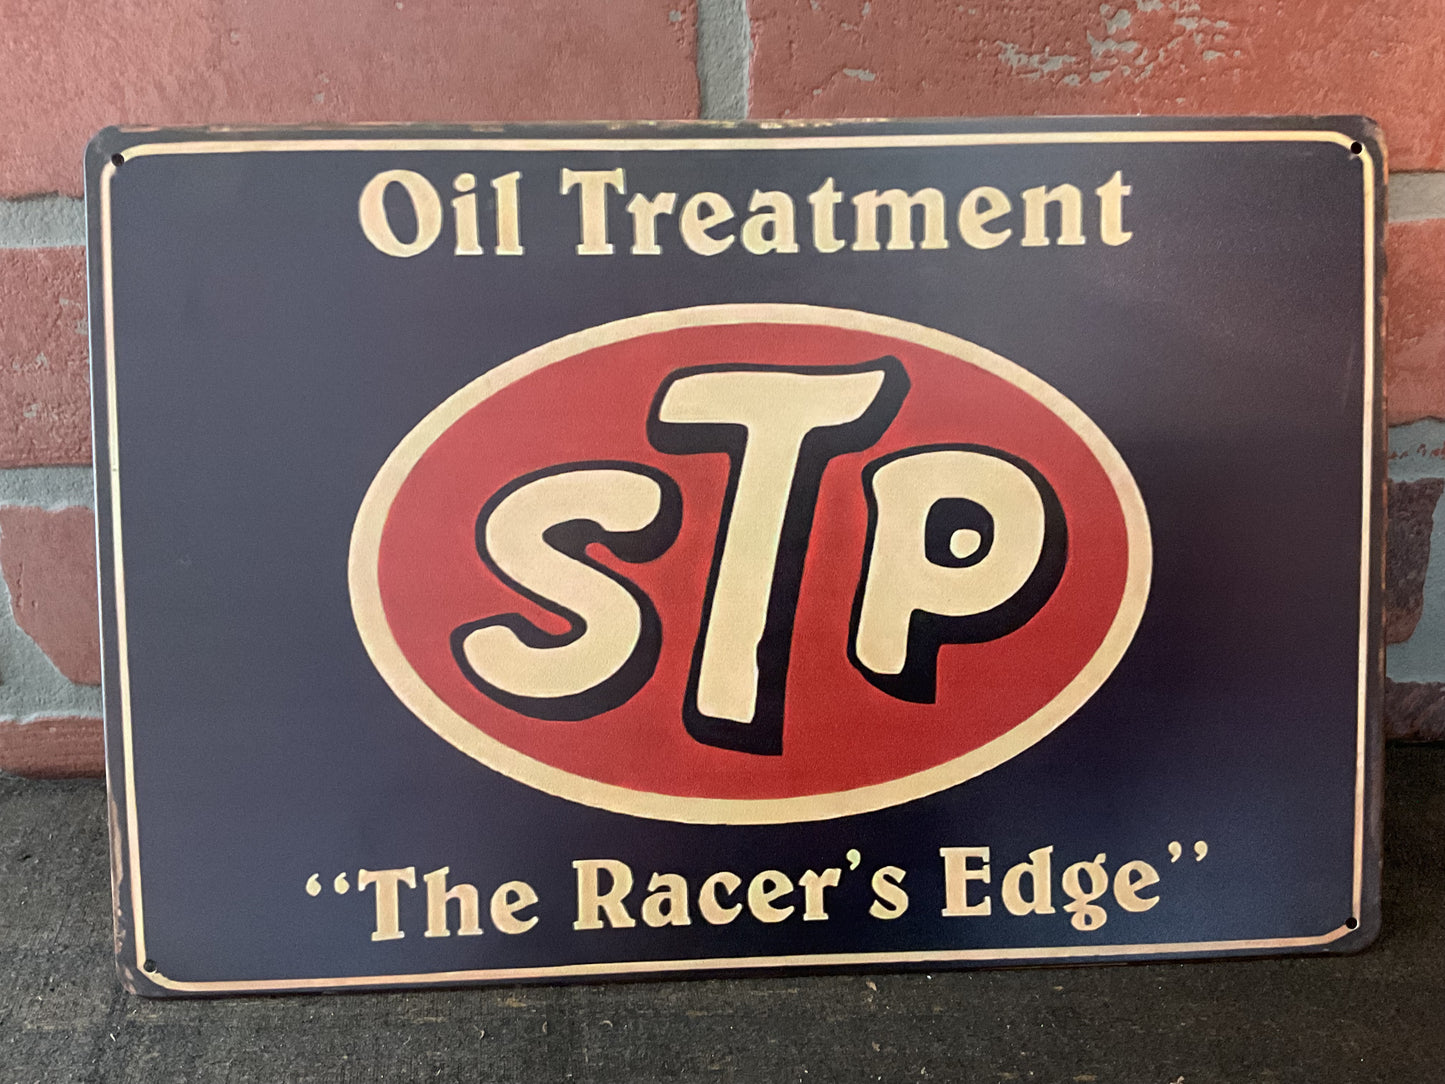 Oil Treatment
STP
“The Racer’s Edge”